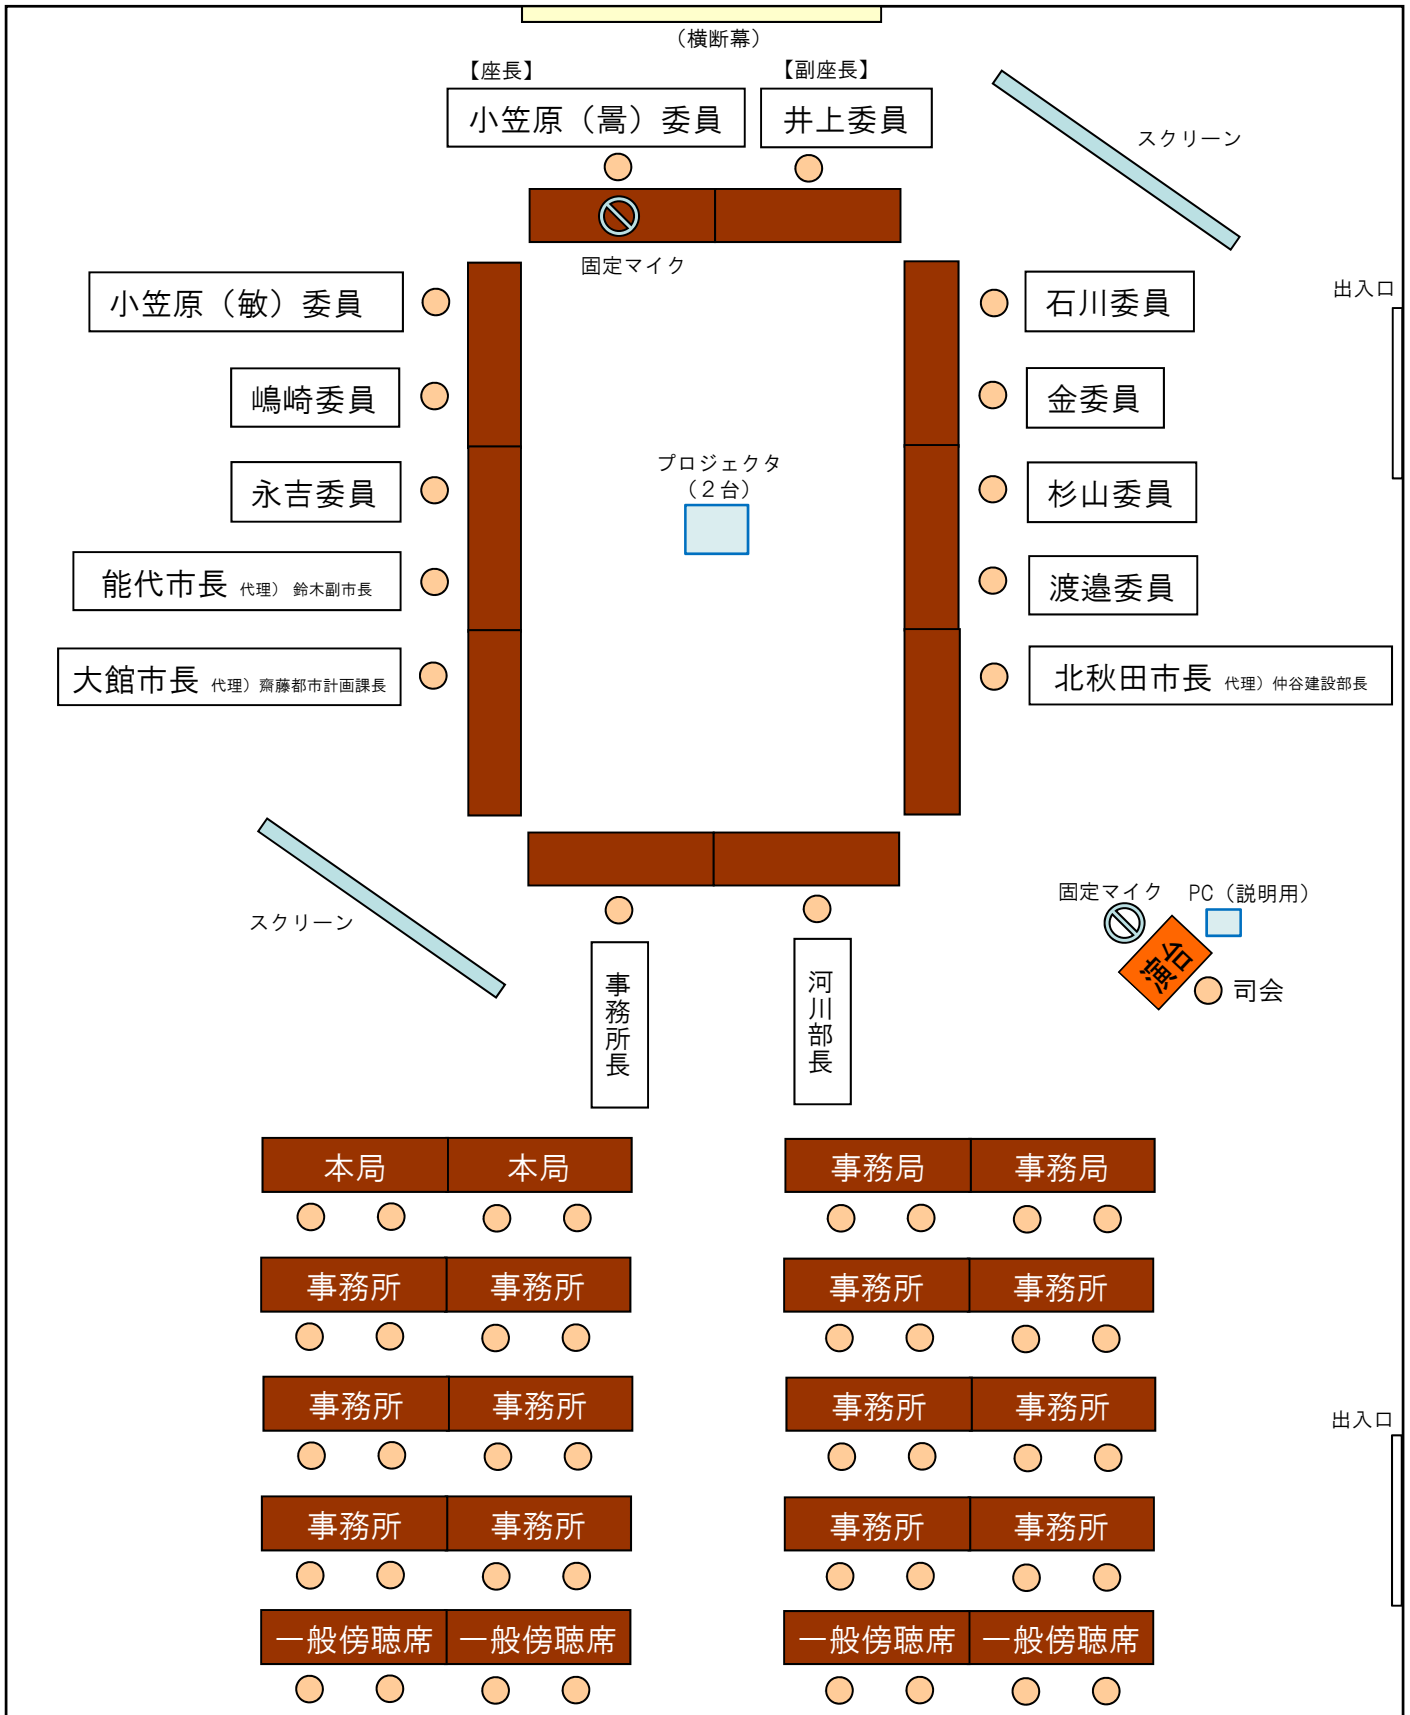 （横断幕）
【座長】
【副座長】
小笠原（暠）委員
井上委員
スクリーン
固定マイク
出入口
小笠原（敏）委員
石川委員
嶋崎委員
金委員
プロジェクタ
（２台）
永吉委員
杉山委員
能代市長 代理） 鈴木副市長
渡邉委員
大館市長 代理）齋藤都市計画課長
北秋田市長 代理）仲谷建設部長
スクリーン
固定マイク
PC（説明用）
演台
司会
事務所長
河川部長
本局 本局 事務局 事務局
事務所 事務所 事務所 事務所
事務所 事務所 事務所 事務所
出入口
事務所 事務所 事務所 事務所
一般傍聴席 一般傍聴席 一般傍聴席 一般傍聴席